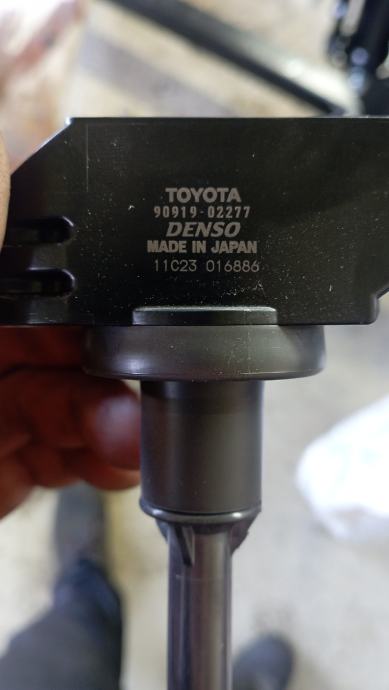 TOYOTA
90919-02277
DENSO
MADE IN JAPAN
11C23 016886